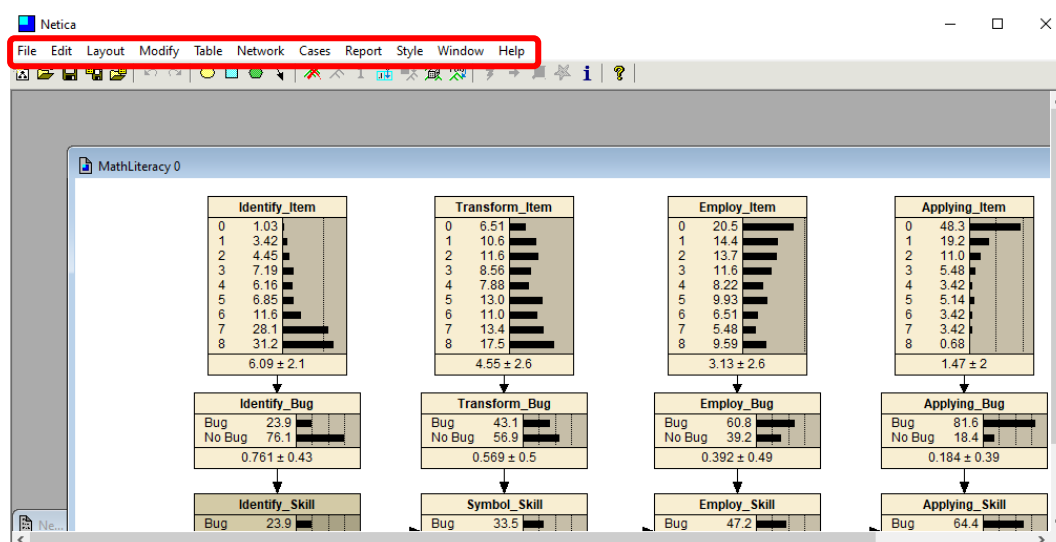 Netica
File Edit Layout Modify Table Network Cases Report Style Window Help
MathLiteracy 0
Identify_Item
0 1.03
1 3.42
2 4.45
3 7.19
4 6.16
5 6.85
6 11.6
7 28.1
8 31.2
6.09 ± 2.1
Transform_Item
0 6.51
1 10.6
2 11.6
3 8.56
4 7.88
5 13.0
6 11.0
7 13.4
8 17.5
4.55 ± 2.6
Employ_Item
0 20.5
1 14.4
2 13.7
3 11.6
4 8.22
5 9.93
6 6.51
7 5.48
8 9.59
3.13 ± 2.6
Applying_Item
0 48.3
1 19.2
2 11.0
3 5.48
4 3.42
5 5.14
6 3.42
7 3.42
8 0.68
1.47 ± 2
Identify_Bug
Bug 23.9
No Bug 76.1
0.761 ± 0.43
Transform_Bug
Bug 43.1
No Bug 56.9
0.569 ± 0.5
Employ_Bug
Bug 60.8
No Bug 39.2
0.392 ± 0.49
Applying_Bug
Bug 81.6
No Bug 18.4
0.184 ± 0.39
Identify_Skill
Bug 23.9
Symbol_Skill
Bug 33.5
Employ_Skill
Bug 47.2
Applying_Skill
Bug 64.4
Ne...